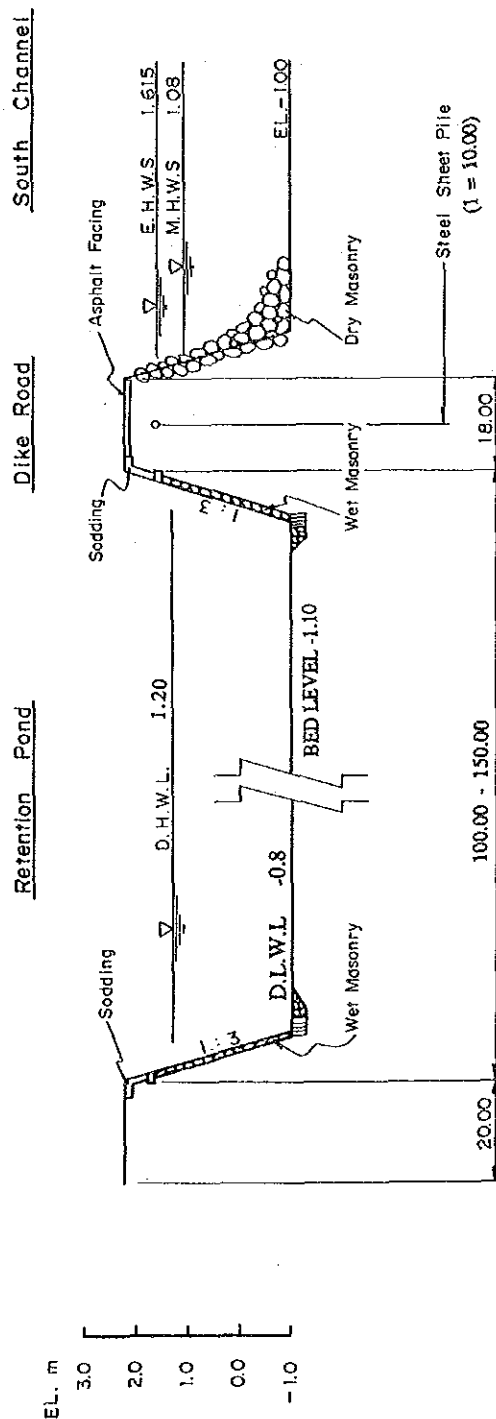 Retention Pond
Dike Road
South Channel
Sodding
Sodding
Asphalt Facing
EL. m
3.0
2.0
1.0
0.0
-1.0
D.H.W.L. 1.20
E.H.W.S 1.615
M.H.W.S 1.08
1:3
1:3
D.L.W.L -0.8
BED LEVEL -1.10
EL.-1.00
Wet Masonry
Wet Masonry
Dry Masonry
Steel Sheet Pile
(1 = 10.00)
20.00
100.00 - 150.00
18.00